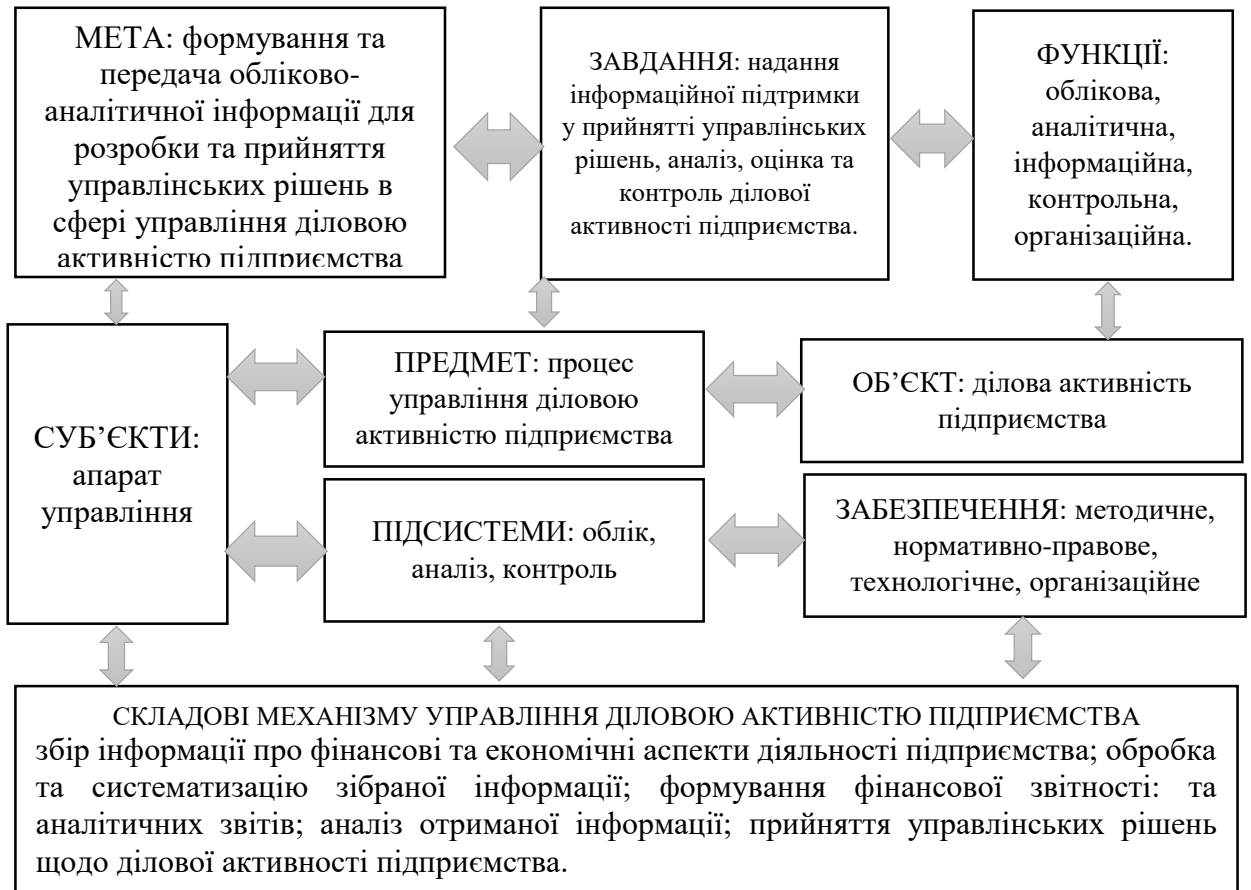 МЕТА: формування та
передача обліково-
аналітичної інформації для
розробки та прийняття
управлінських рішень в
сфері управління діловою
активністю підприємства
ЗАВДАННЯ: надання
інформаційної підтримки
у прийнятті управлінських
рішень, аналіз, оцінка та
контроль ділової
активності підприємства.
ФУНКЦІЇ:
облікова,
аналітична,
інформаційна,
контрольна,
організаційна.
СУБ’ЄКТИ:
апарат
управління
ПРЕДМЕТ: процес
управління діловою
активністю підприємства
ОБ’ЄКТ: ділова активність
підприємства
ПІДСИСТЕМИ: облік,
аналіз, контроль
ЗАБЕЗПЕЧЕННЯ: методичне,
нормативно-правове,
технологічне, організаційне
СКЛАДОВІ МЕХАНІЗМУ УПРАВЛІННЯ ДІЛОВОЮ АКТИВНІСТЮ ПІДПРИЄМСТВА
збір інформації про фінансові та економічні аспекти діяльності підприємства; обробка
та систематизацію зібраної інформації; формування фінансової звітності: та
аналітичних звітів; аналіз отриманої інформації; прийняття управлінських рішень
щодо ділової активності підприємства.